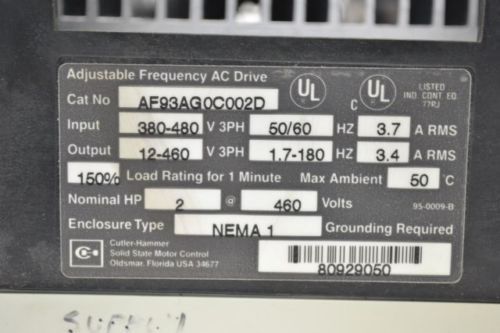 Adjustable Frequency AC Drive
UL C UL LISTED
IND. CONT. EQ.
77RJ
Cat No AF93AG0C002D
Input 380-480 V 3PH 50/60 HZ 3.7 A RMS
Output 12-460 V 3PH 1.7-180 HZ 3.4 A RMS
150% Load Rating for 1 Minute Max Ambient 50 C
Nominal HP 2 @ 460 Volts 95-0009-B
Enclosure Type NEMA 1 Grounding Required
Cutler-Hammer
Solid State Motor Control
Oldsmar, Florida USA 34677
80929050
SUPPLY